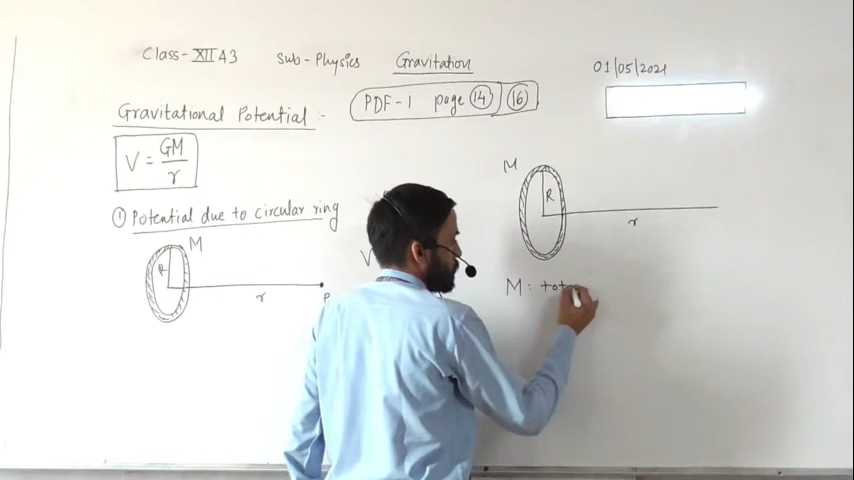 Class - XII A3 Sub - Physics Gravitation 01/05/2021
Gravitational Potential :- PDF-1 page 14 16
V = GM/r
① Potential due to circular ring
M
R
r
P
V
M
R
r
M : tot